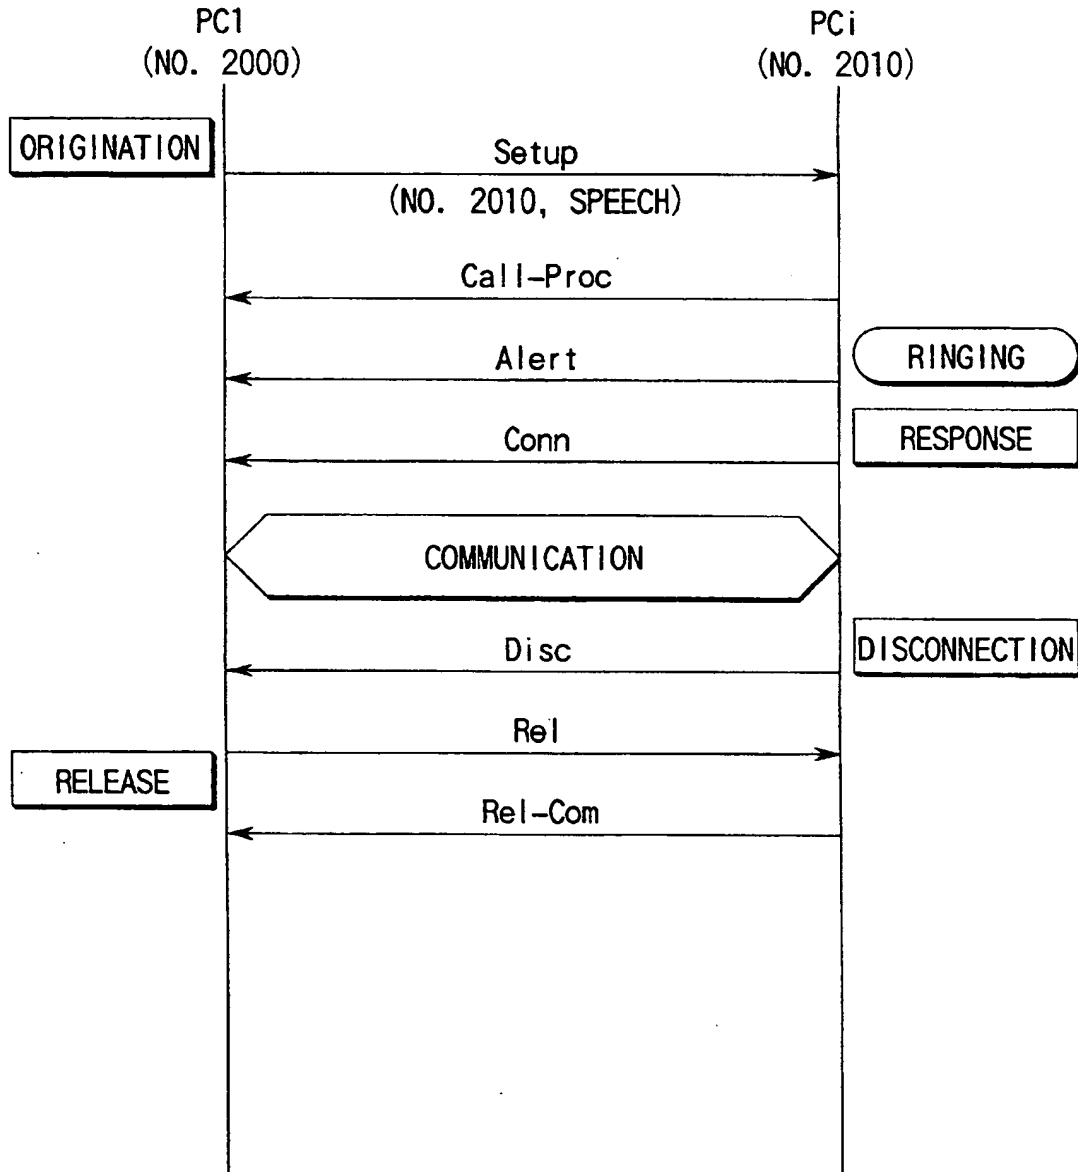 PC1
(NO. 2000)
PCi
(NO. 2010)
ORIGINATION
Setup
(NO. 2010, SPEECH)
Call-Proc
Alert
RINGING
Conn
RESPONSE
COMMUNICATION
Disc
DISCONNECTION
Rel
RELEASE
Rel-Com